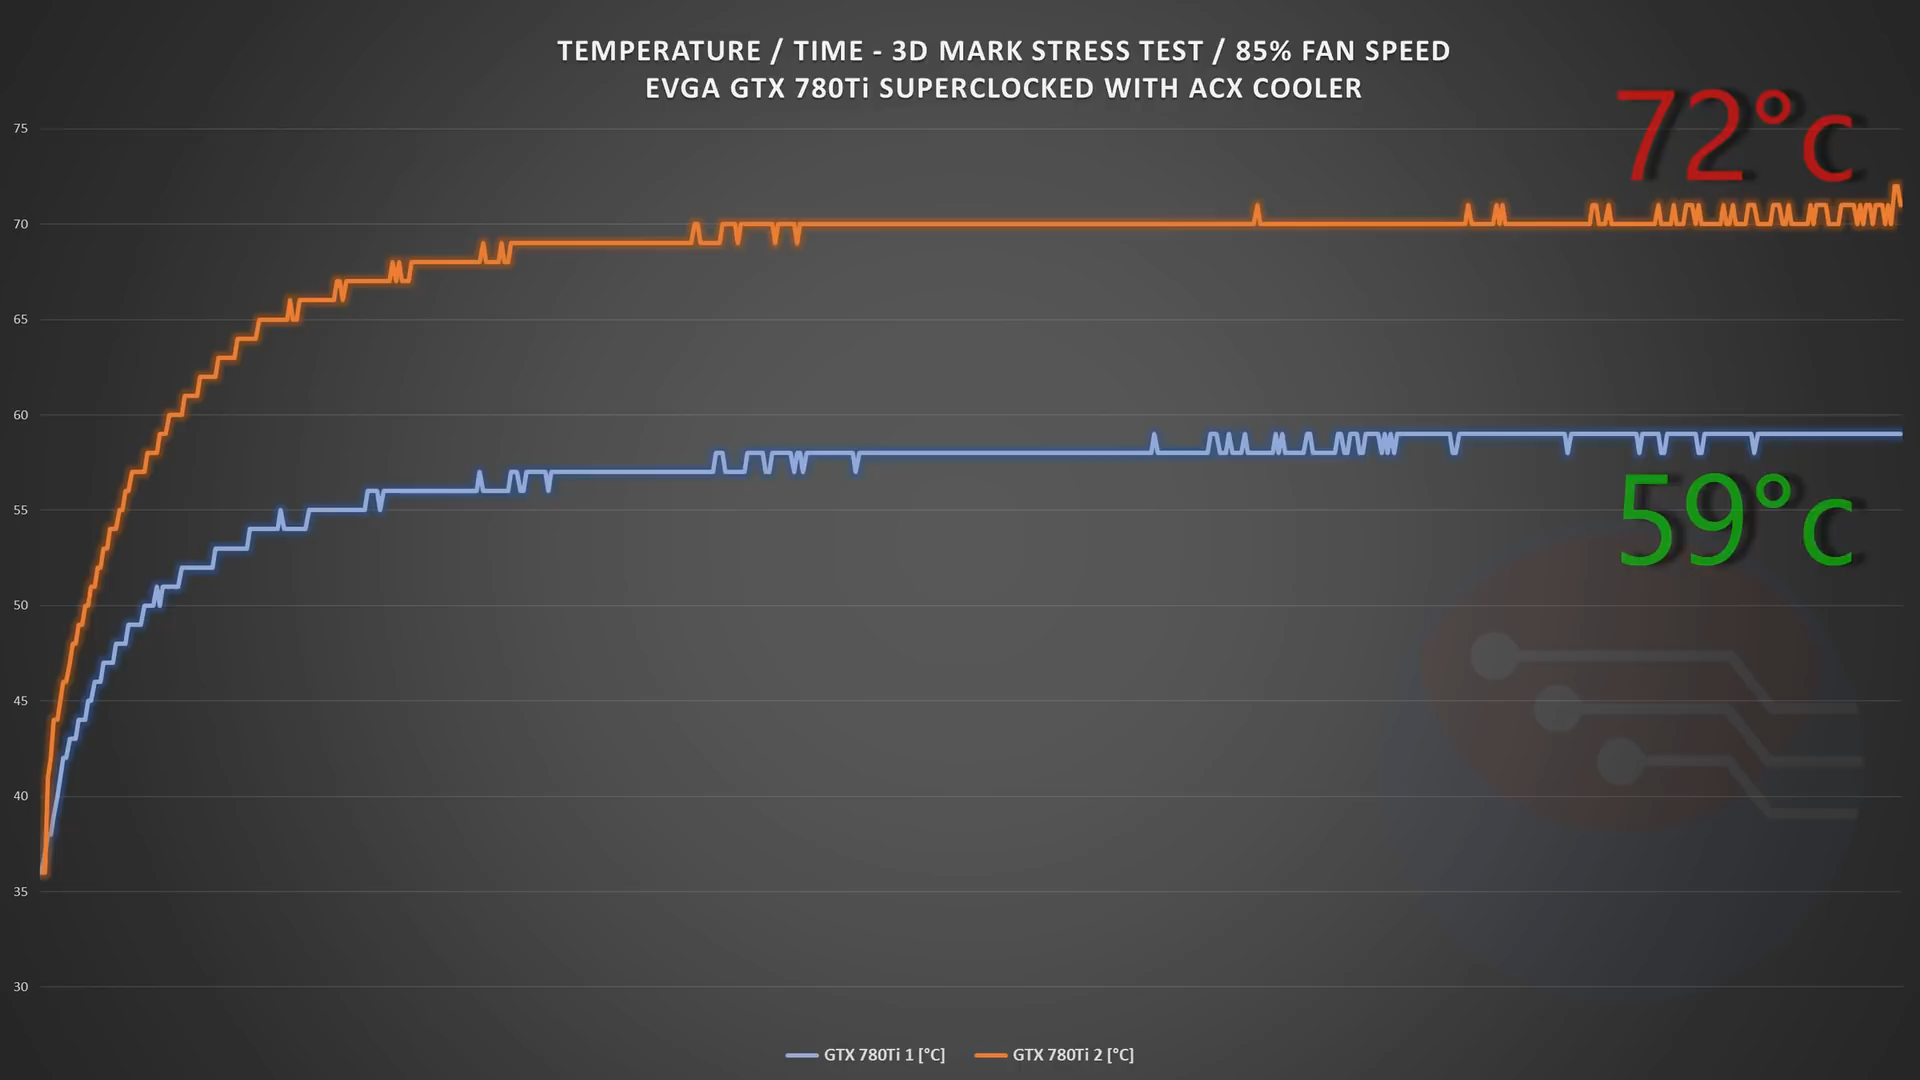 TEMPERATURE / TIME - 3D MARK STRESS TEST / 85% FAN SPEED
EVGA GTX 780Ti SUPERCLOCKED WITH ACX COOLER
72°c
75
70
65
60
59°c
55
50
45
40
35
30
GTX 780Ti 1 [°C]
GTX 780Ti 2 [°C]